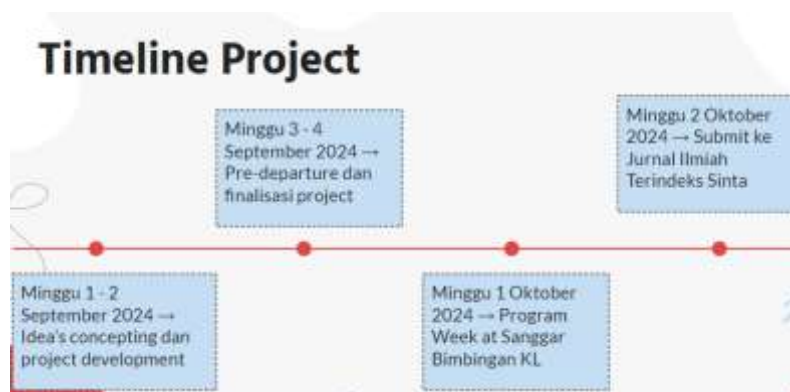 Timeline Project
Minggu 1 - 2
September 2024 →
Idea's concepting dan
project development
Minggu 3 - 4
September 2024 →
Pre-departure dan
finalisasi project
Minggu 1 Oktober
2024 → Program
Week at Sanggar
Bimbingan KL
Minggu 2 Oktober
2024 → Submit ke
Jurnal Ilmiah
Terindeks Sinta